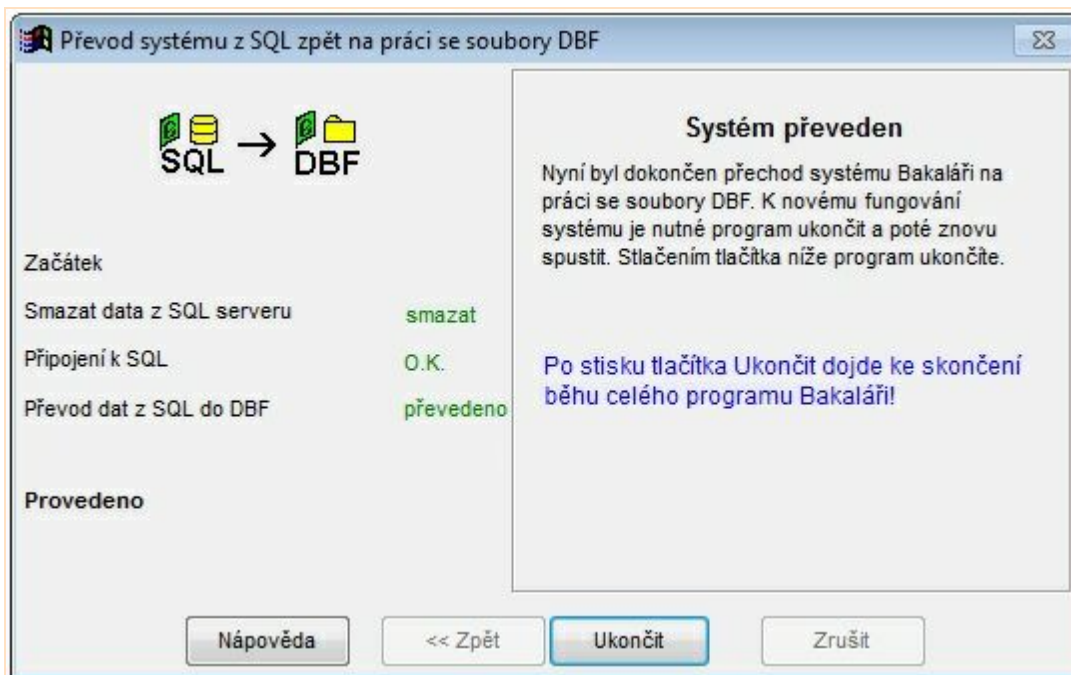 Převod systému z SQL zpět na práci se soubory DBF
SQL → DBF
Začátek
Smazat data z SQL serveru smazat
Připojení k SQL O.K.
Převod dat z SQL do DBF převedeno
Provedeno
Systém převeden
Nyní byl dokončen přechod systému Bakaláři na
práci se soubory DBF. K novému fungování
systému je nutné program ukončit a poté znovu
spustit. Stlačením tlačítka níže program ukončíte.
Po stisku tlačítka Ukončit dojde ke skončení
běhu celého programu Bakaláři!
Nápověda << Zpět Ukončit Zrušit